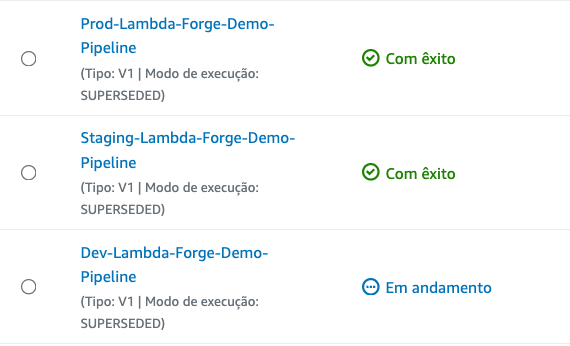 Prod-Lambda-Forge-Demo-
Pipeline
(Tipo: V1 | Modo de execução:
SUPERSEDED)
Com êxito
Staging-Lambda-Forge-Demo-
Pipeline
(Tipo: V1 | Modo de execução:
SUPERSEDED)
Com êxito
Dev-Lambda-Forge-Demo-
Pipeline
(Tipo: V1 | Modo de execução:
SUPERSEDED)
Em andamento